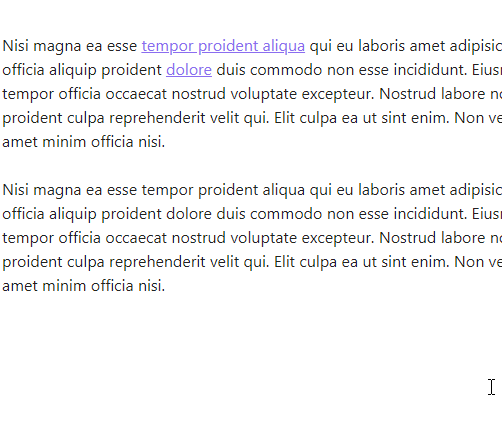 Nisi magna ea esse tempor proident aliqua qui eu laboris amet adipisic
officia aliquip proident dolore duis commodo non esse incididunt. Eius
tempor officia occaecat nostrud voluptate excepteur. Nostrud labore n
proident culpa reprehenderit velit qui. Elit culpa ea ut sint enim. Non ve
amet minim officia nisi.
Nisi magna ea esse tempor proident aliqua qui eu laboris amet adipisic
officia aliquip proident dolore duis commodo non esse incididunt. Eius
tempor officia occaecat nostrud voluptate excepteur. Nostrud labore n
proident culpa reprehenderit velit qui. Elit culpa ea ut sint enim. Non ve
amet minim officia nisi.